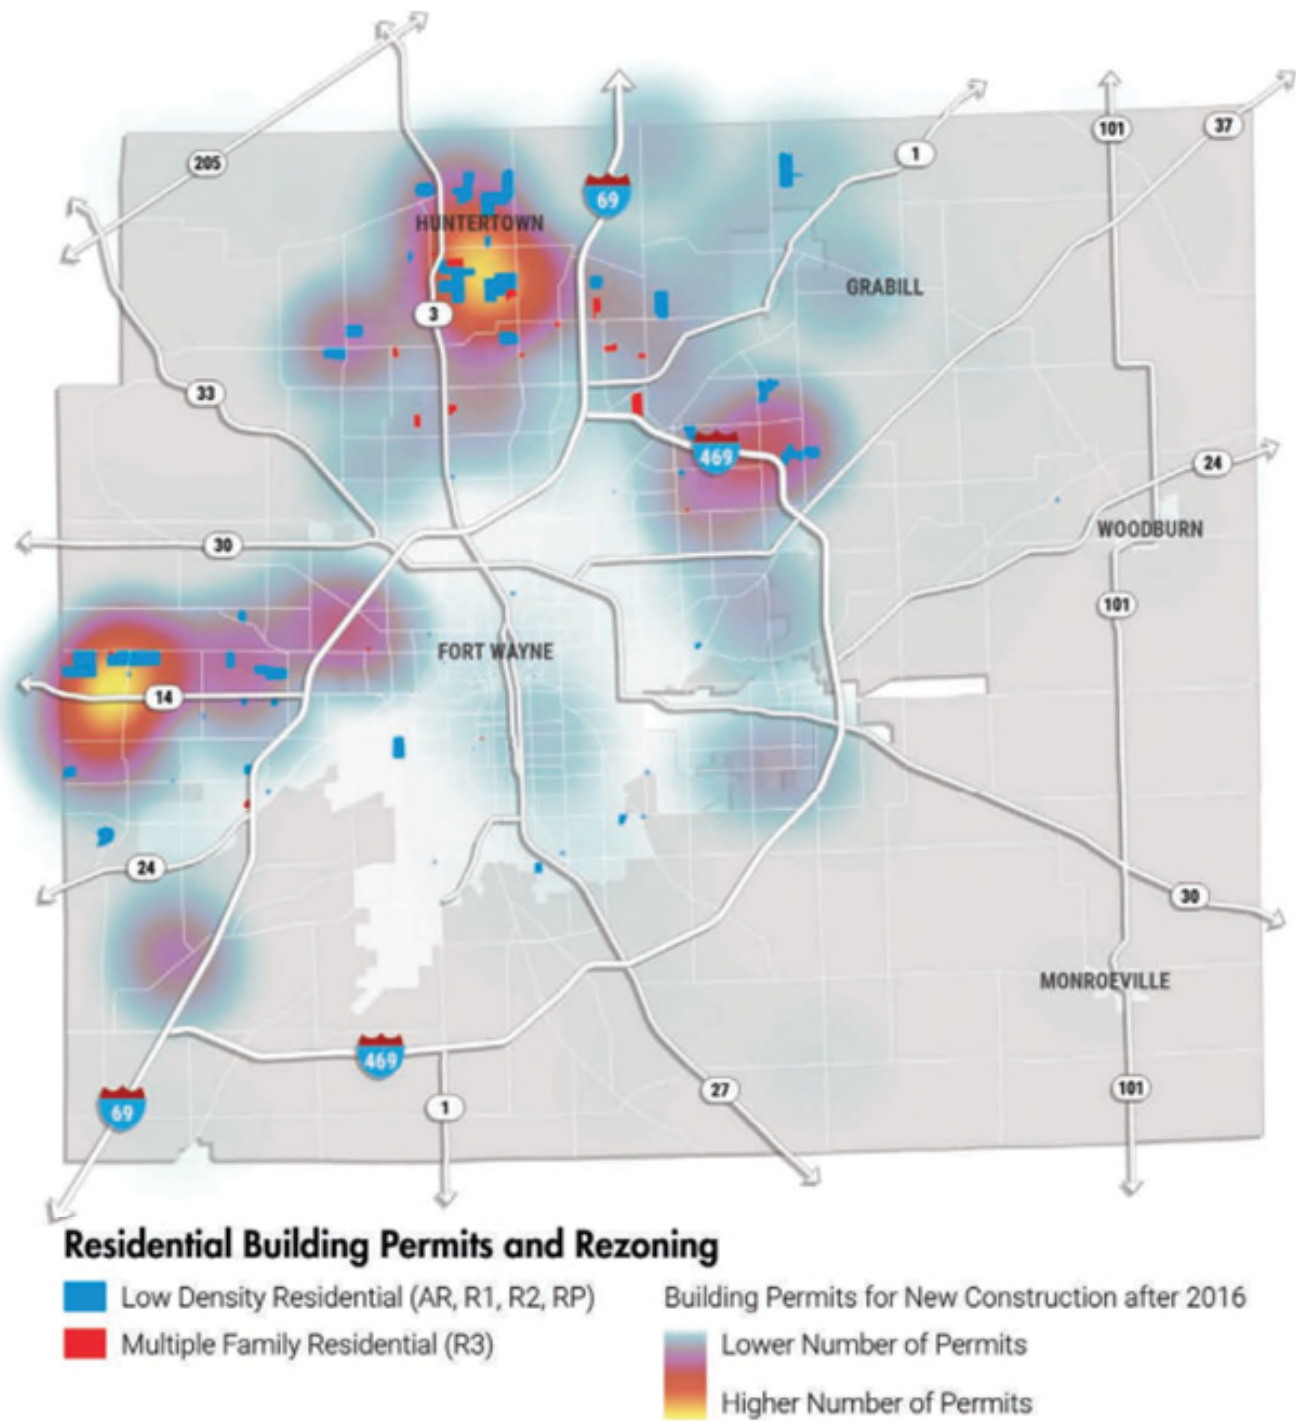 205
1
101
37
69
HUNTERTOWN
GRABILL
3
33
469
24
30
WOODBURN
101
FORT WAYNE
14
24
30
MONROEVILLE
469
69
1
27
101
Residential Building Permits and Rezoning
Low Density Residential (AR, R1, R2, RP)
Multiple Family Residential (R3)
Building Permits for New Construction after 2016
Lower Number of Permits
Higher Number of Permits